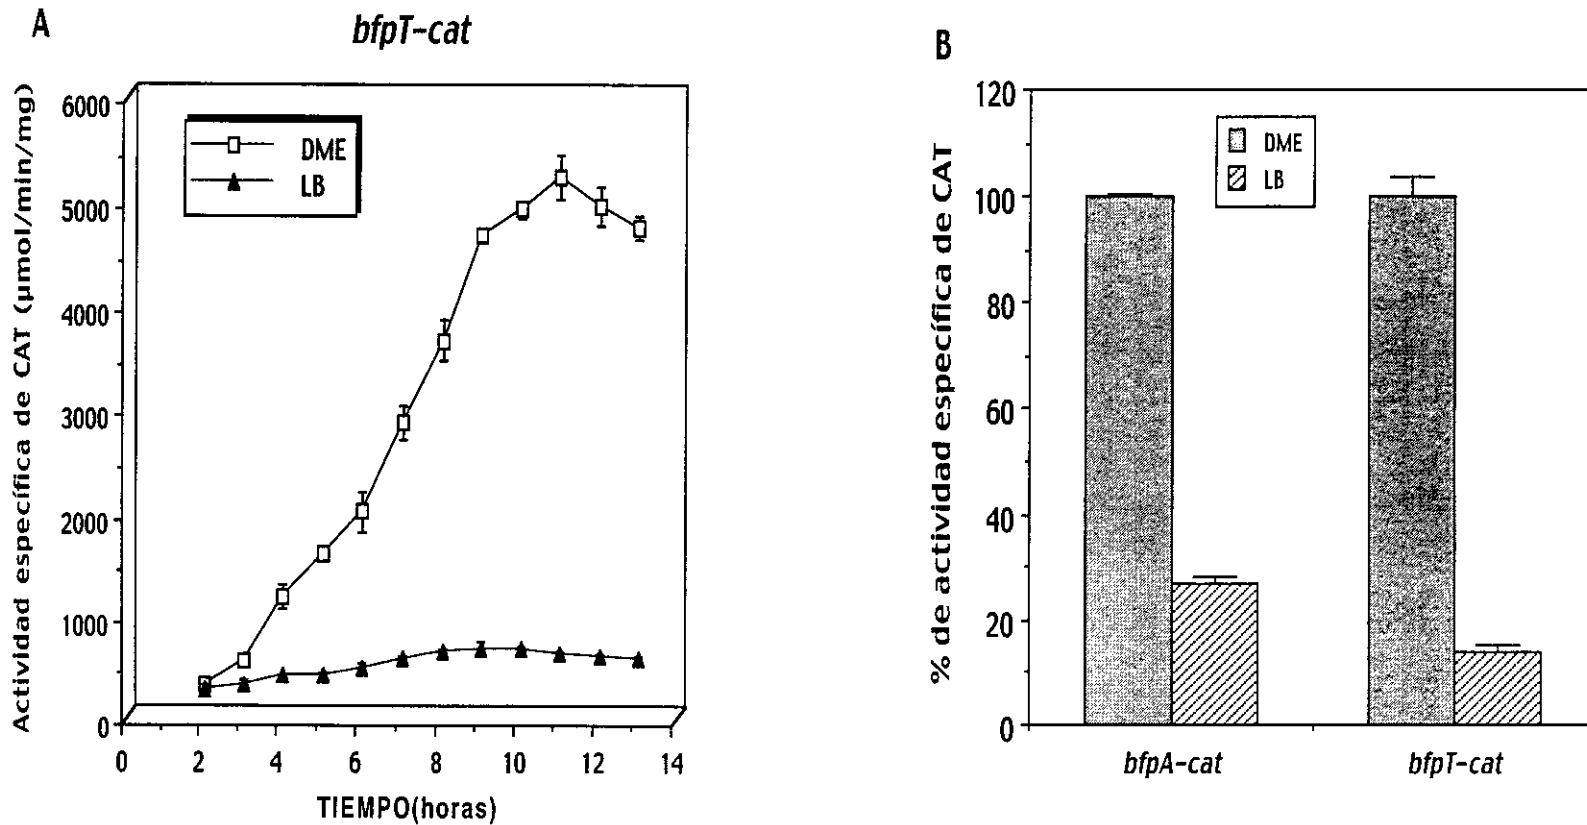 A
bfpT-cat
Actividad específica de CAT (µmol/min/mg)
6000
5000
4000
3000
2000
1000
0
DME
LB
0 2 4 6 8 10 12 14
TIEMPO(horas)
B
% de actividad específica de CAT
120
100
80
60
40
20
0
DME
LB
bfpA-cat bfpT-cat